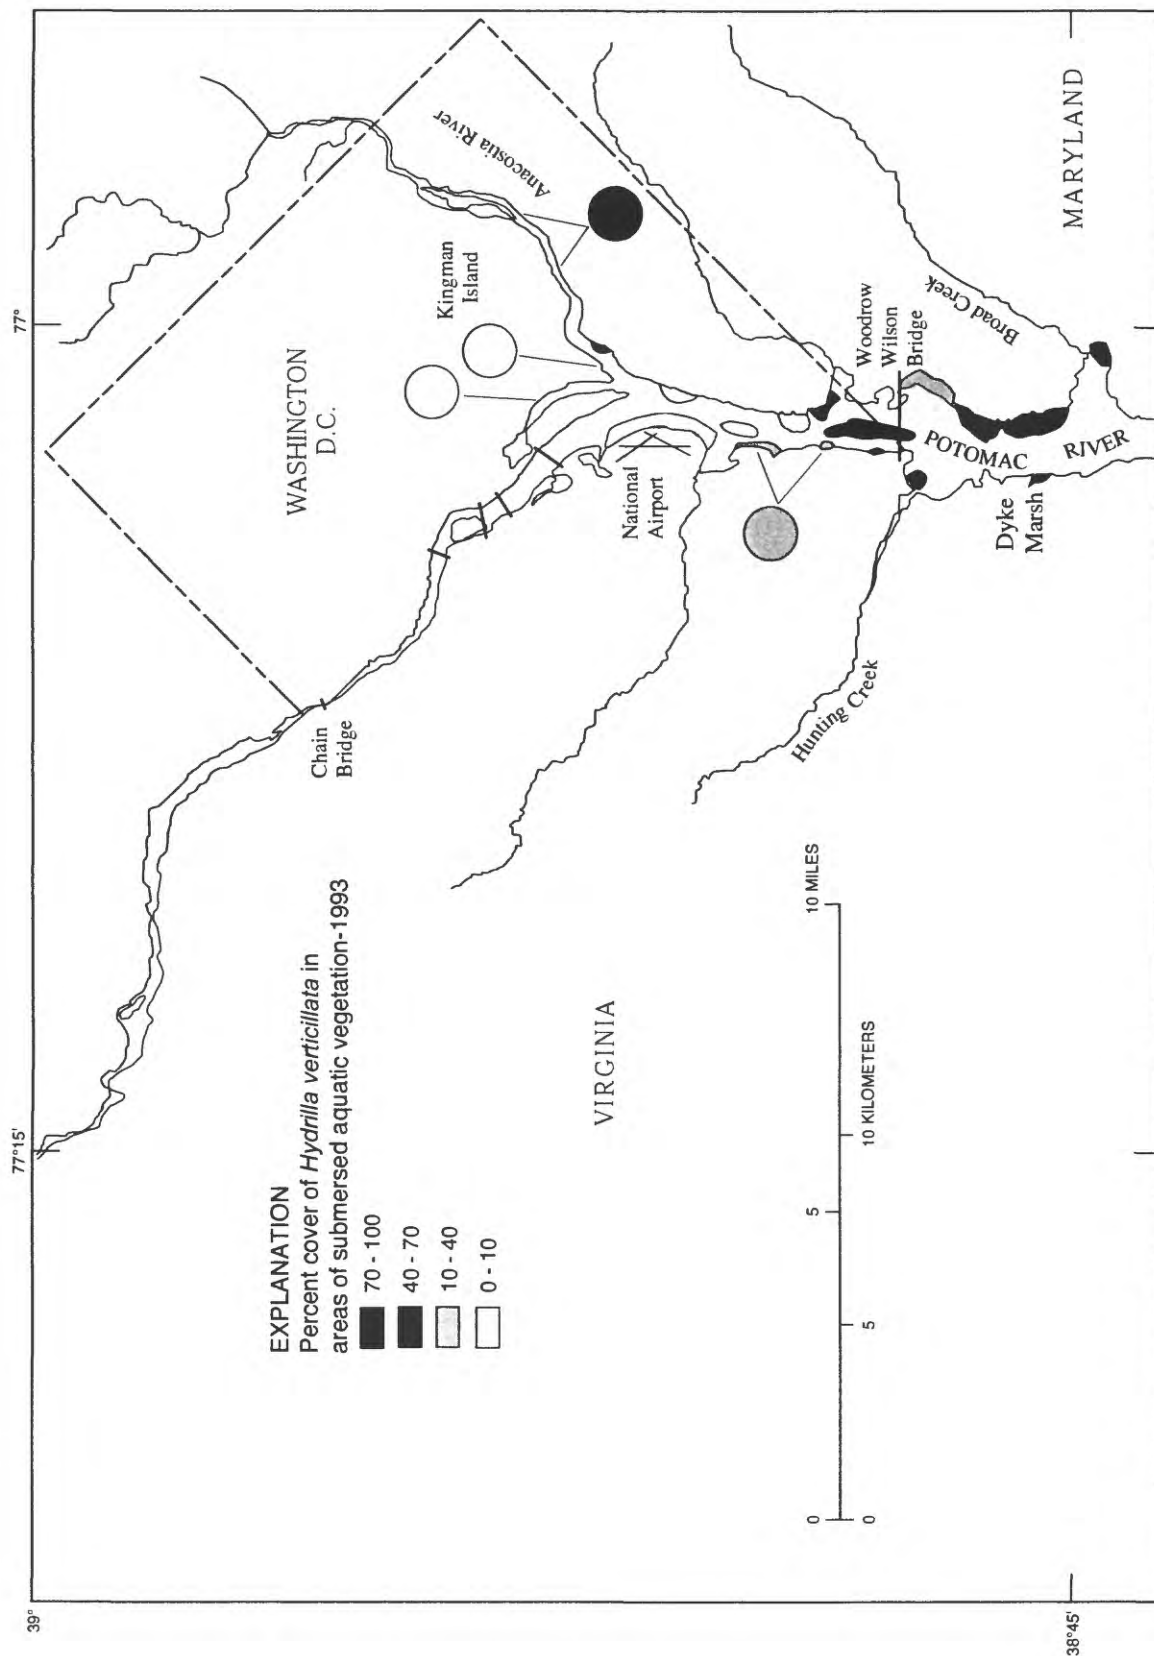 39°
77°15'
77°
38°45'
WASHINGTON
D.C.
Anacostia River
Kingman
Island
Chain
Bridge
National
Airport
Woodrow
Wilson
Bridge
Broad Creek
MARYLAND
POTOMAC
RIVER
Dyke
Marsh
Hunting Creek
VIRGINIA
EXPLANATION
Percent cover of Hydrilla verticillata in
areas of submersed aquatic vegetation-1993
70 - 100
40 - 70
10 - 40
0 - 10
0 5 10 MILES
0 5 10 KILOMETERS